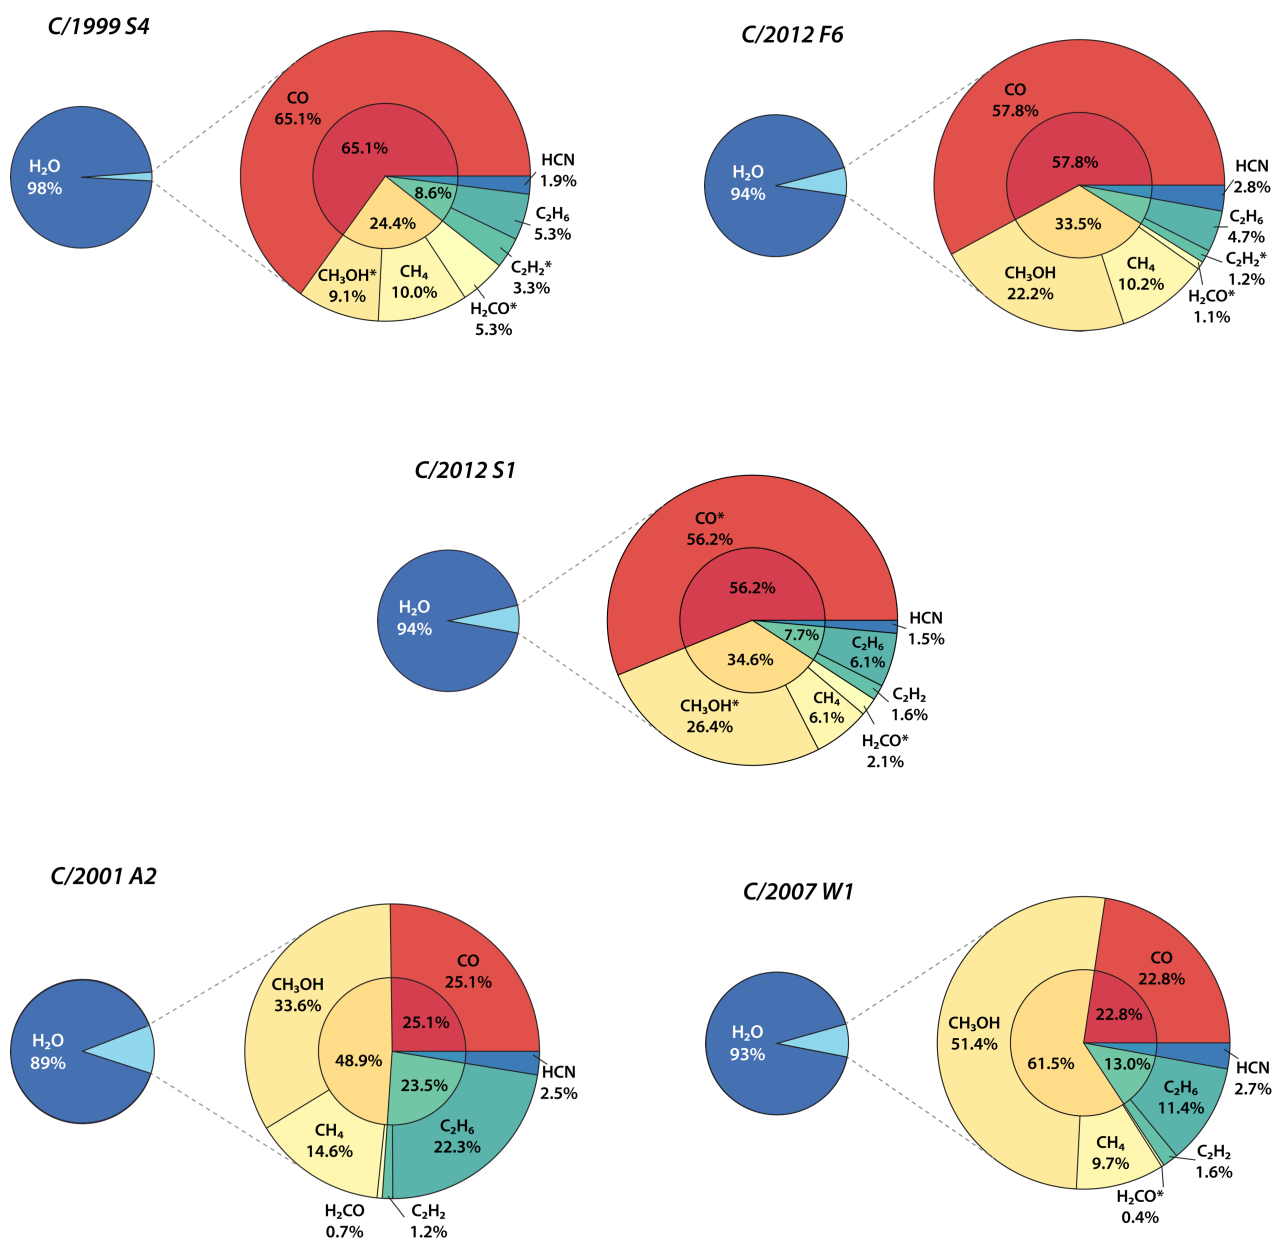 C/1999 S4
H₂O
98%
CO
65.1%
65.1%
8.6%
24.4%
HCN
1.9%
C₂H₆
5.3%
C₂H₂*
3.3%
H₂CO*
5.3%
CH₄
10.0%
CH₃OH*
9.1%
C/2012 F6
H₂O
94%
CO
57.8%
57.8%
33.5%
HCN
2.8%
C₂H₆
4.7%
C₂H₂*
1.2%
H₂CO*
1.1%
CH₄
10.2%
CH₃OH
22.2%
C/2012 S1
H₂O
94%
CO*
56.2%
56.2%
7.7%
34.6%
HCN
1.5%
C₂H₆
6.1%
C₂H₂
1.6%
H₂CO*
2.1%
CH₄
6.1%
CH₃OH*
26.4%
C/2001 A2
H₂O
89%
CH₃OH
33.6%
CO
25.1%
25.1%
48.9%
23.5%
HCN
2.5%
C₂H₆
22.3%
CH₄
14.6%
H₂CO
0.7%
C₂H₂
1.2%
C/2007 W1
H₂O
93%
CO
22.8%
22.8%
CH₃OH
51.4%
61.5%
13.0%
HCN
2.7%
C₂H₆
11.4%
C₂H₂
1.6%
CH₄
9.7%
H₂CO*
0.4%